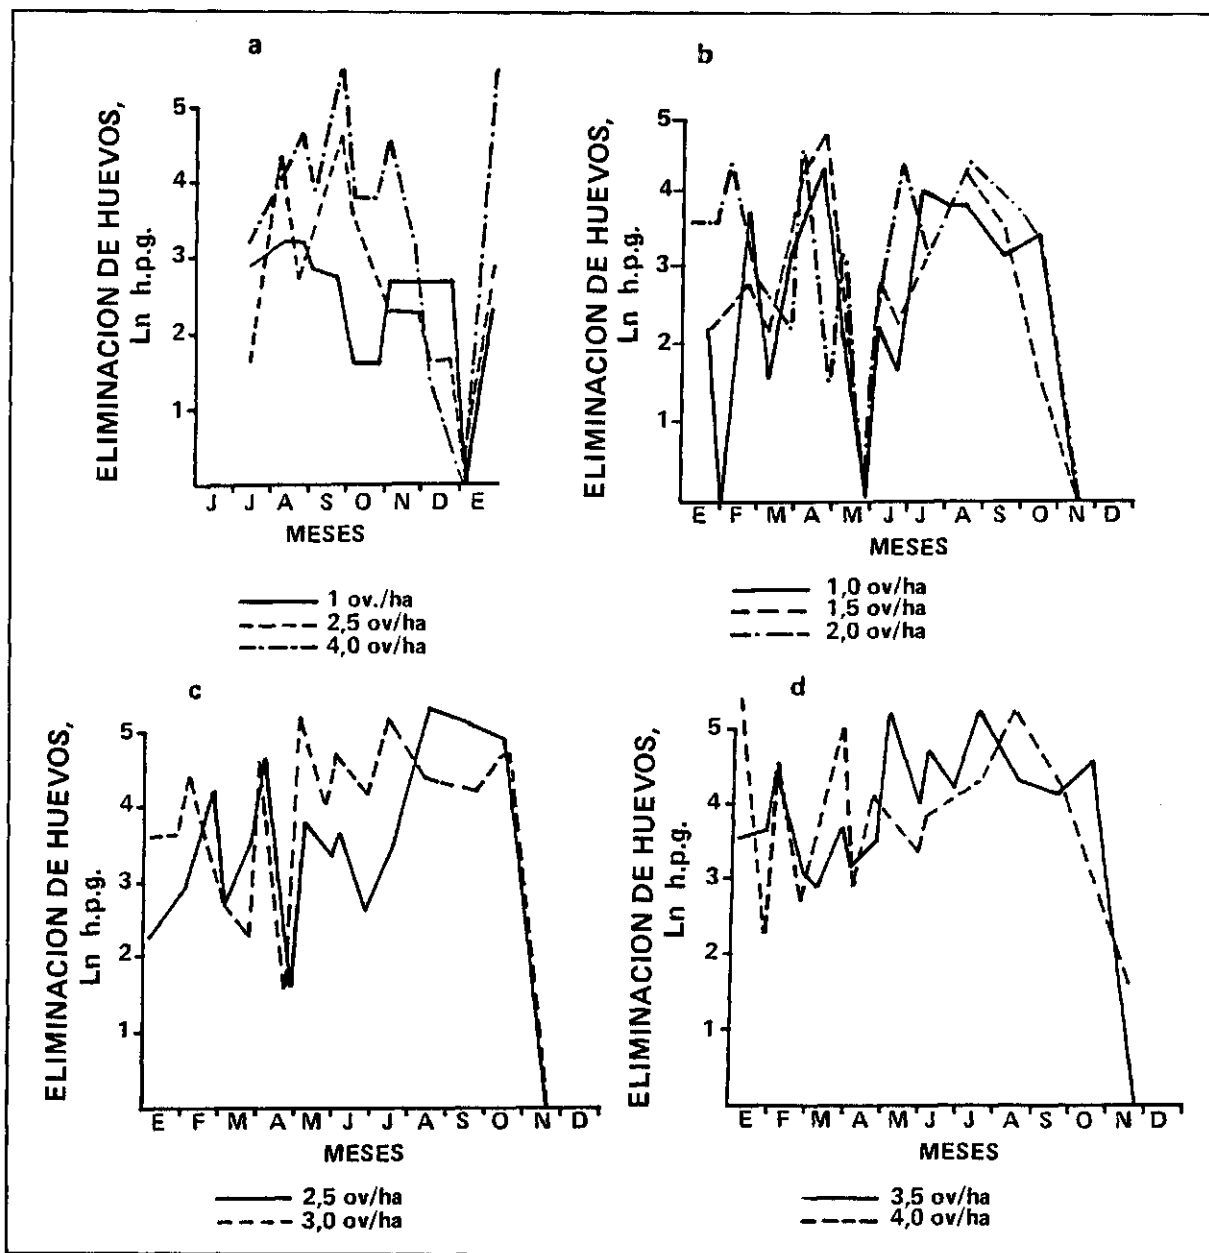 a
ELIMINACION DE HUEVOS,
Ln h.p.g.
5
4
3
2
1
J J A S O N D E
MESES
1 ov./ha
2,5 ov/ha
4,0 ov/ha
b
ELIMINACION DE HUEVOS,
Ln h.p.g.
5
4
3
2
1
E F M A M J J A S O N D
MESES
1,0 ov/ha
1,5 ov/ha
2,0 ov/ha
c
ELIMINACION DE HUEVOS,
Ln h.p.g.
5
4
3
2
1
E F M A M J J A S O N D
MESES
2,5 ov/ha
3,0 ov/ha
d
ELIMINACION DE HUEVOS,
Ln h.p.g.
5
4
3
2
1
E F M A M J J A S O N D
MESES
3,5 ov/ha
4,0 ov/ha